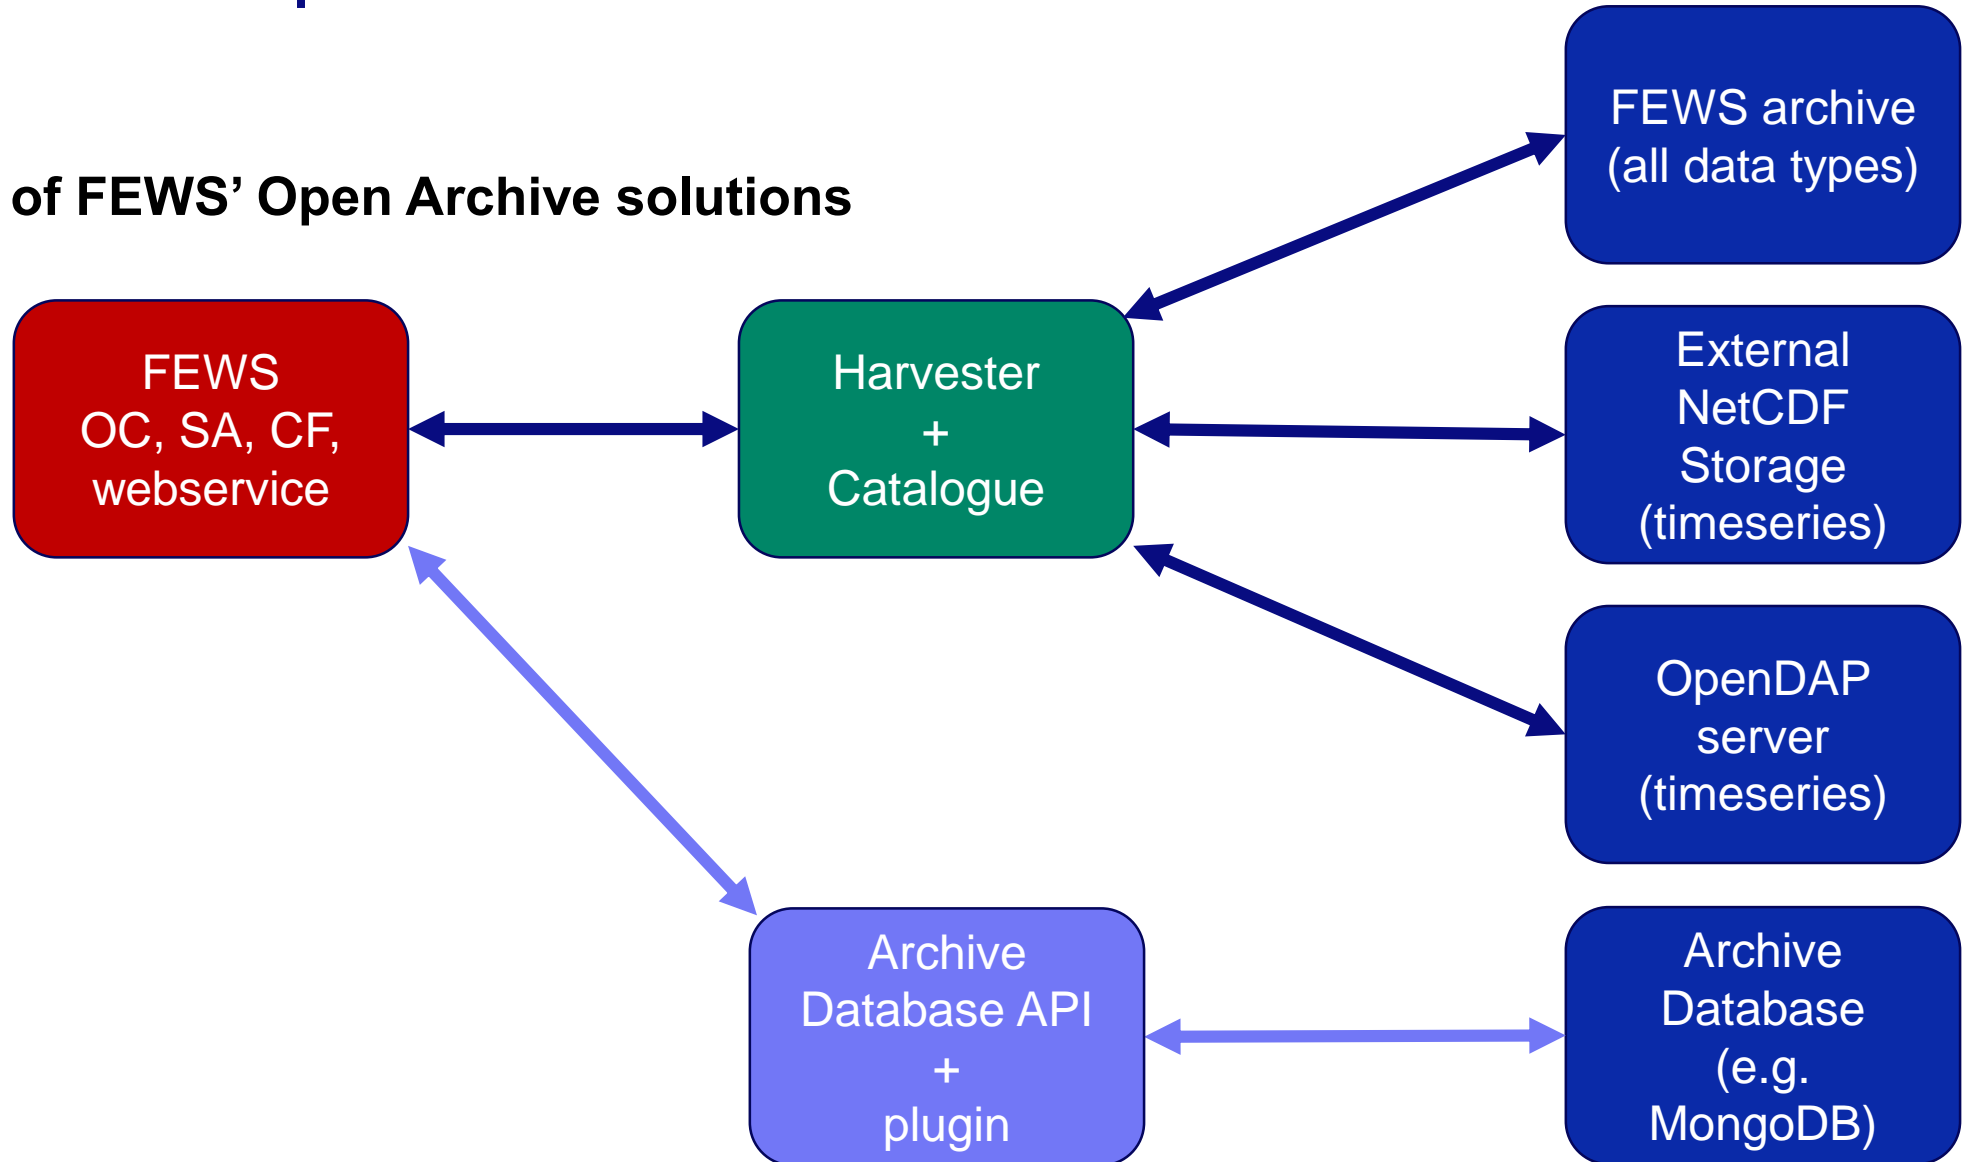 of FEWS’ Open Archive solutions
FEWS
OC, SA, CF,
webservice
Harvester
+
Catalogue
FEWS archive
(all data types)
External
NetCDF
Storage
(timeseries)
OpenDAP
server
(timeseries)
Archive
Database API
+
plugin
Archive
Database
(e.g.
MongoDB)